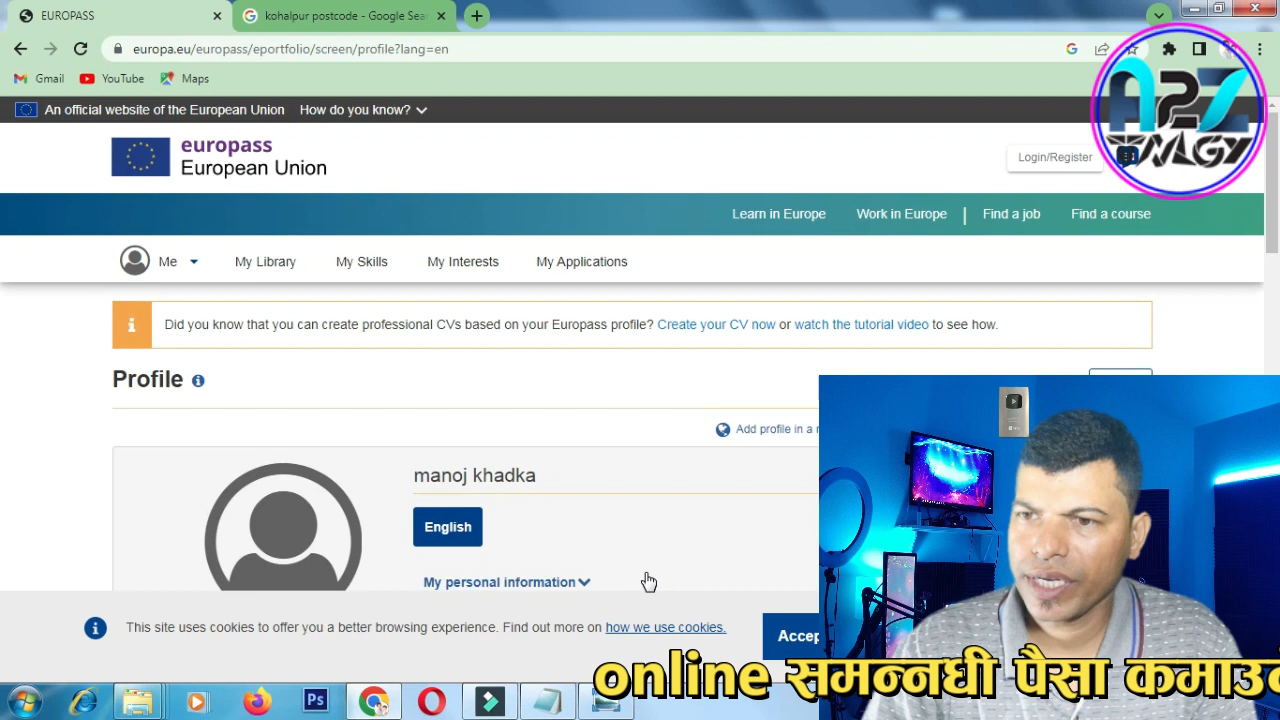 EUROPASS
kohalpur postcode - Google Sear
europa.eu/europass/eportfolio/screen/profile?lang=en
Gmail YouTube Maps
An official website of the European Union How do you know?
europass
European Union
Login/Register
Learn in Europe Work in Europe | Find a job Find a course
Me My Library My Skills My Interests My Applications
Did you know that you can create professional CVs based on your Europass profile? Create your CV now or watch the tutorial video to see how.
Profile
Add profile in a
manoj khadka
English
My personal information
This site uses cookies to offer you a better browsing experience. Find out more on how we use cookies.
Accep
online समन्नधी पैसा कमाउन
Ps